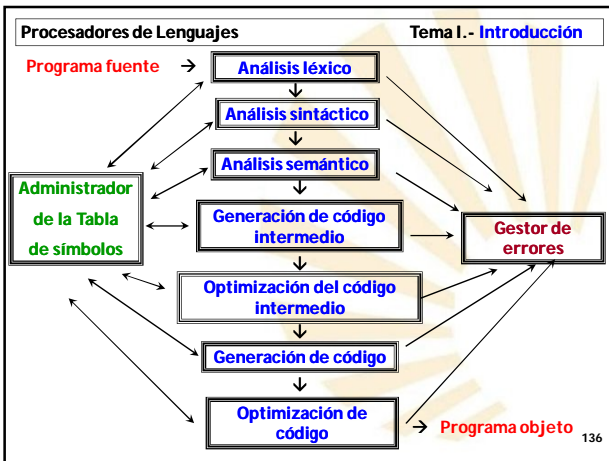 Procesadores de Lenguajes Tema I.- Introducción
Programa fuente → Análisis léxico
Análisis sintáctico
Análisis semántico
Administrador
de la Tabla
de símbolos
Generación de código
intermedio
Gestor de
errores
Optimización del código
intermedio
Generación de código
Optimización de
código
→ Programa objeto
136